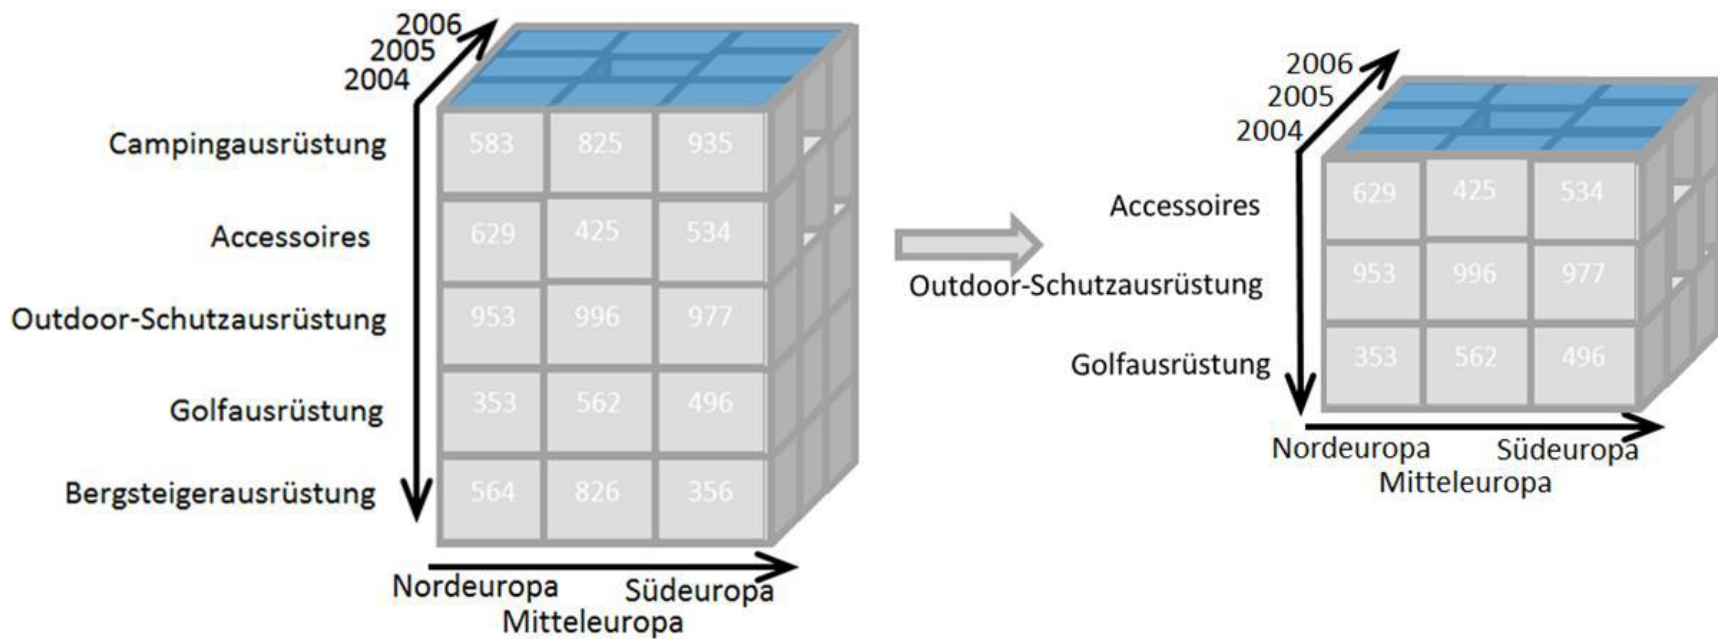 2006
2005
2004
Campingausrüstung
583 825 935
Accessoires
629 425 534
Outdoor-Schutzausrüstung
953 996 977
Golfausrüstung
353 562 496
Bergsteigerausrüstung
564 826 356
Nordeuropa
Südeuropa
Mitteleuropa
2006
2005
2004
Accessoires
629 425 534
Outdoor-Schutzausrüstung
953 996 977
Golfausrüstung
353 562 496
Nordeuropa
Südeuropa
Mitteleuropa